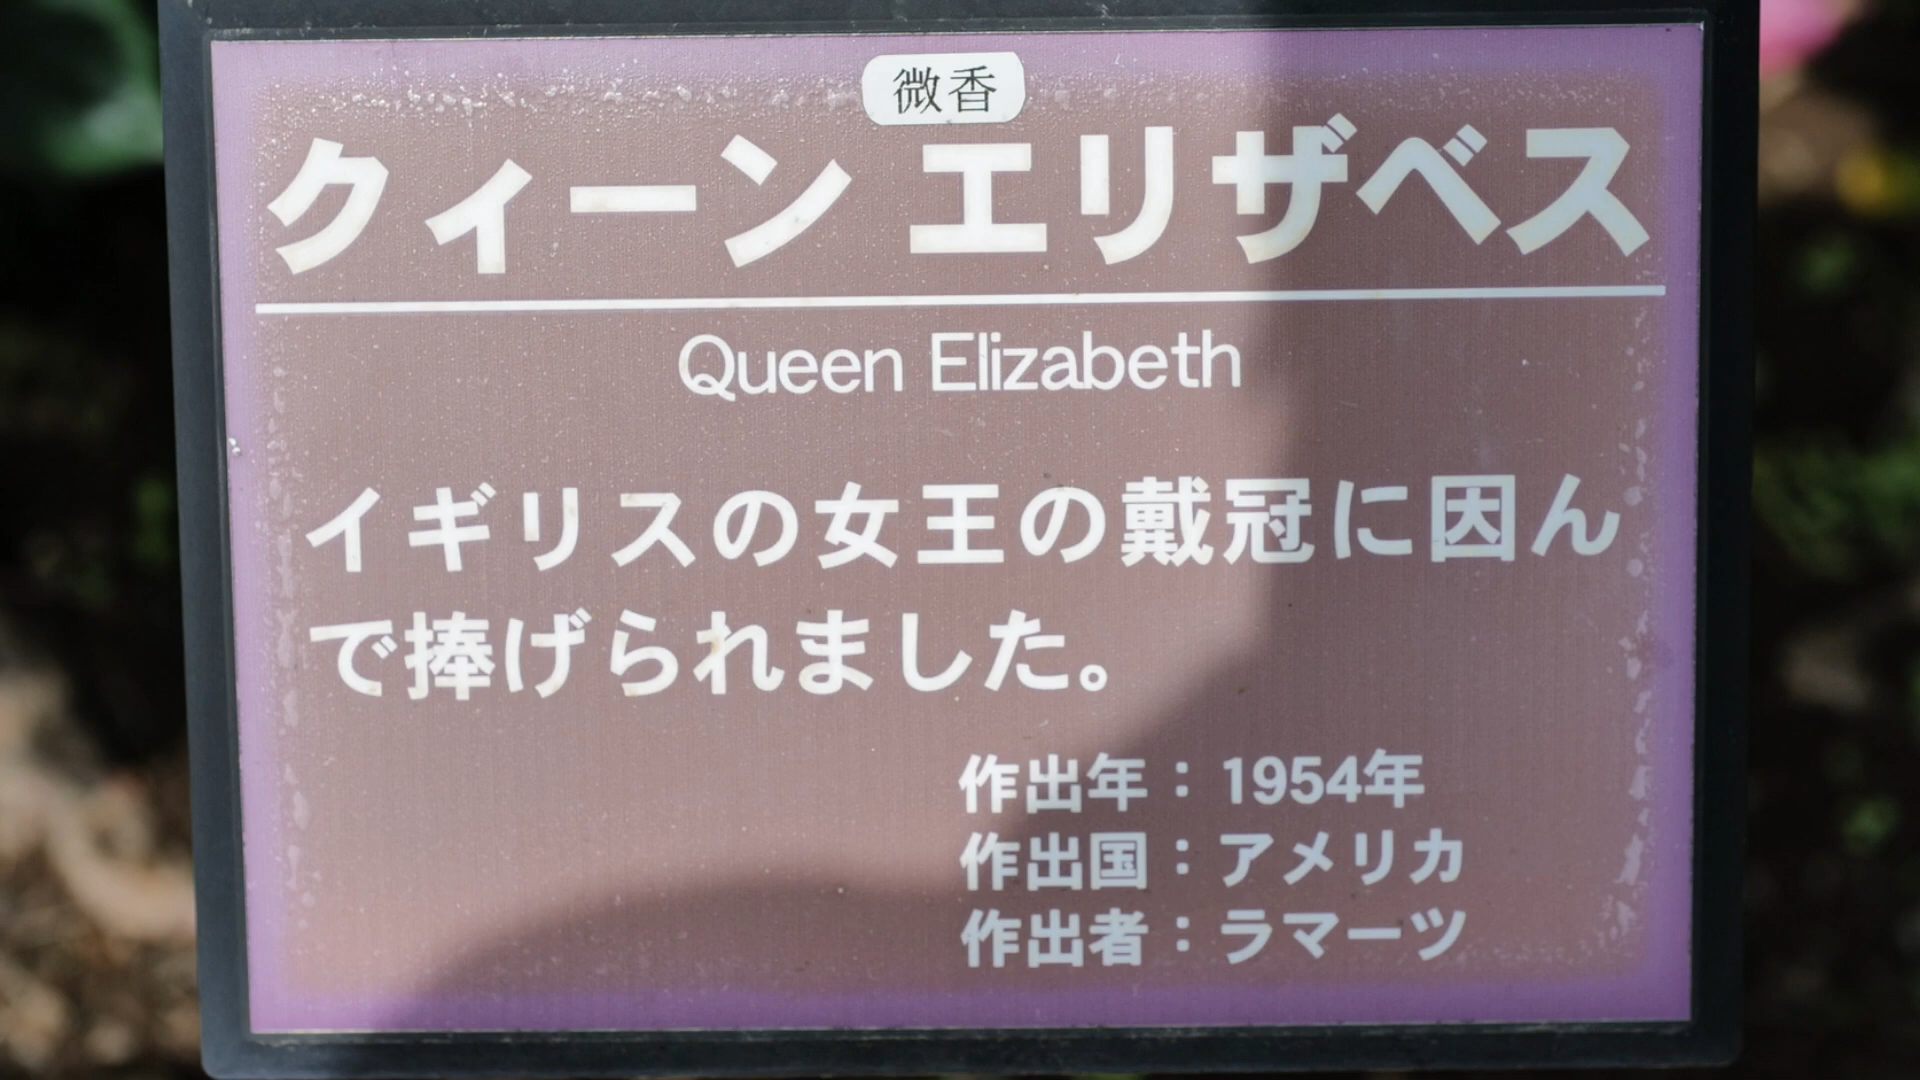 微香
クィーン エリザベス
Queen Elizabeth
イギリスの女王の戴冠に因ん
で捧げられました。
作出年：1954年
作出国：アメリカ
作出者：ラマーツ